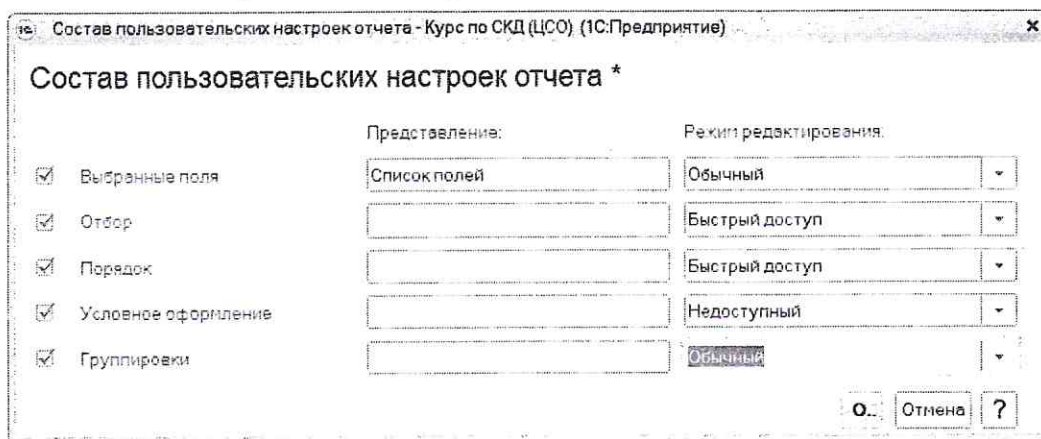 Состав пользовательских настроек отчета - Курс по СКД (ЦСО) (1С:Предприятие)
Состав пользовательских настроек отчета *
Представление: Режим редактирования:
Выбранные поля Список полей Обычный
Отбор Быстрый доступ
Порядок Быстрый доступ
Условное оформление Недоступный
Группировки Обычный
О... Отмена ?